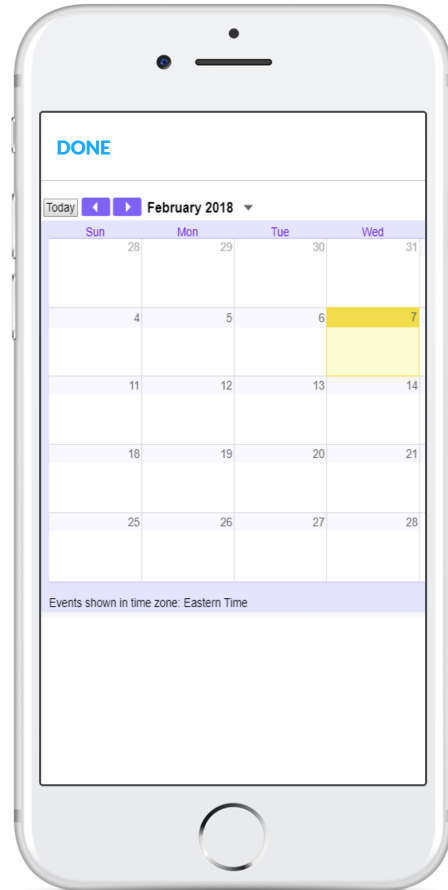 DONE
Today February 2018
Sun Mon Tue Wed
28 29 30 31
4 5 6 7
11 12 13 14
18 19 20 21
25 26 27 28
Events shown in time zone: Eastern Time